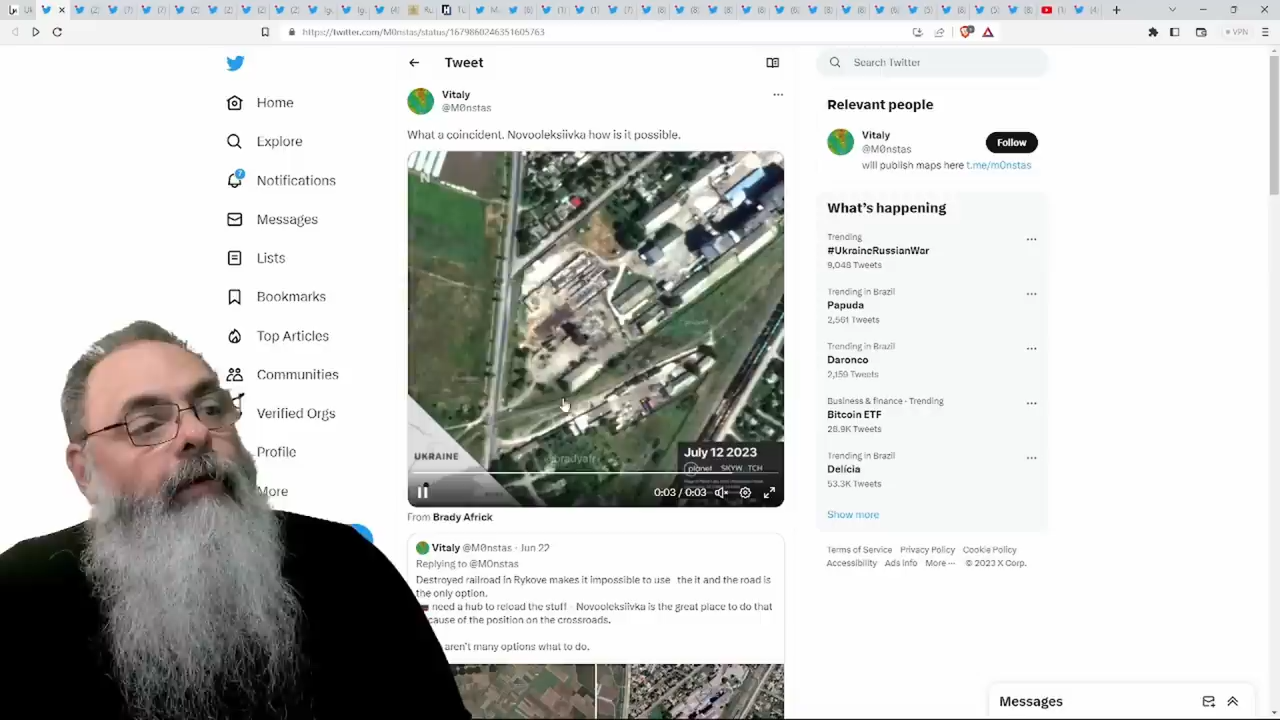 https://twitter.com/M0nstas/status/1679860246351605763
VPN
Home
Explore
7
Notifications
Messages
Lists
Bookmarks
Top Articles
Communities
Verified Orgs
Profile
More
Tweet
Vitaly
@M0nstas
What a coincident. Novooleksiivka how is it possible.
UKRAINE
@bradyafr
July 12 2023
planet SKYW TCH
0:03 / 0:03
From Brady Africk
Vitaly @M0nstas · Jun 22
Replying to @M0nstas
Destroyed railroad in Rykove makes it impossible to use the it and the road is
the only option.
need a hub to reload the stuff · Novooleksiivka is the great place to do that
cause of the position on the crossroads.
aren't many options what to do.
Search Twitter
Relevant people
Vitaly
@M0nstas
Follow
will publish maps here t.me/m0nstas
What's happening
Trending
#UkraineRussianWar
9,048 Tweets
Trending in Brazil
Papuda
2,561 Tweets
Trending in Brazil
Daronco
2,159 Tweets
Business & finance · Trending
Bitcoin ETF
28.9K Tweets
Trending in Brazil
Delícia
53.3K Tweets
Show more
Terms of Service Privacy Policy Cookie Policy
Accessibility Ads info More ··· © 2023 X Corp.
Messages